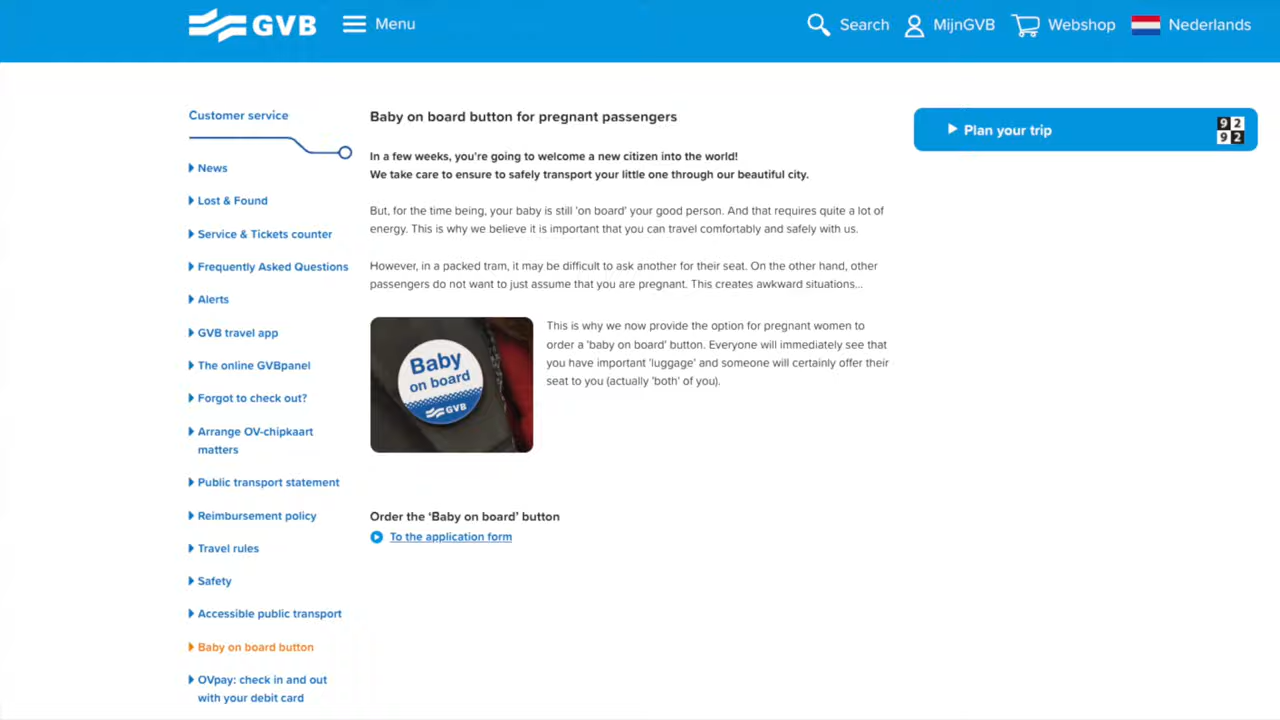 GVB
Menu
Search
MijnGVB
Webshop
Nederlands
Customer service
News
Lost & Found
Service & Tickets counter
Frequently Asked Questions
Alerts
GVB travel app
The online GVBpanel
Forgot to check out?
Arrange OV-chipkaart
matters
Public transport statement
Reimbursement policy
Travel rules
Safety
Accessible public transport
Baby on board button
OVpay: check in and out
with your debit card
Baby on board button for pregnant passengers
In a few weeks, you're going to welcome a new citizen into the world!
We take care to ensure to safely transport your little one through our beautiful city.
But, for the time being, your baby is still 'on board' your good person. And that requires quite a lot of
energy. This is why we believe it is important that you can travel comfortably and safely with us.
However, in a packed tram, it may be difficult to ask another for their seat. On the other hand, other
passengers do not want to just assume that you are pregnant. This creates awkward situations...
Baby
on board
GVB
This is why we now provide the option for pregnant women to
order a 'baby on board' button. Everyone will immediately see that
you have important 'luggage' and someone will certainly offer their
seat to you (actually 'both' of you).
Order the ‘Baby on board’ button
To the application form
Plan your trip
92
92